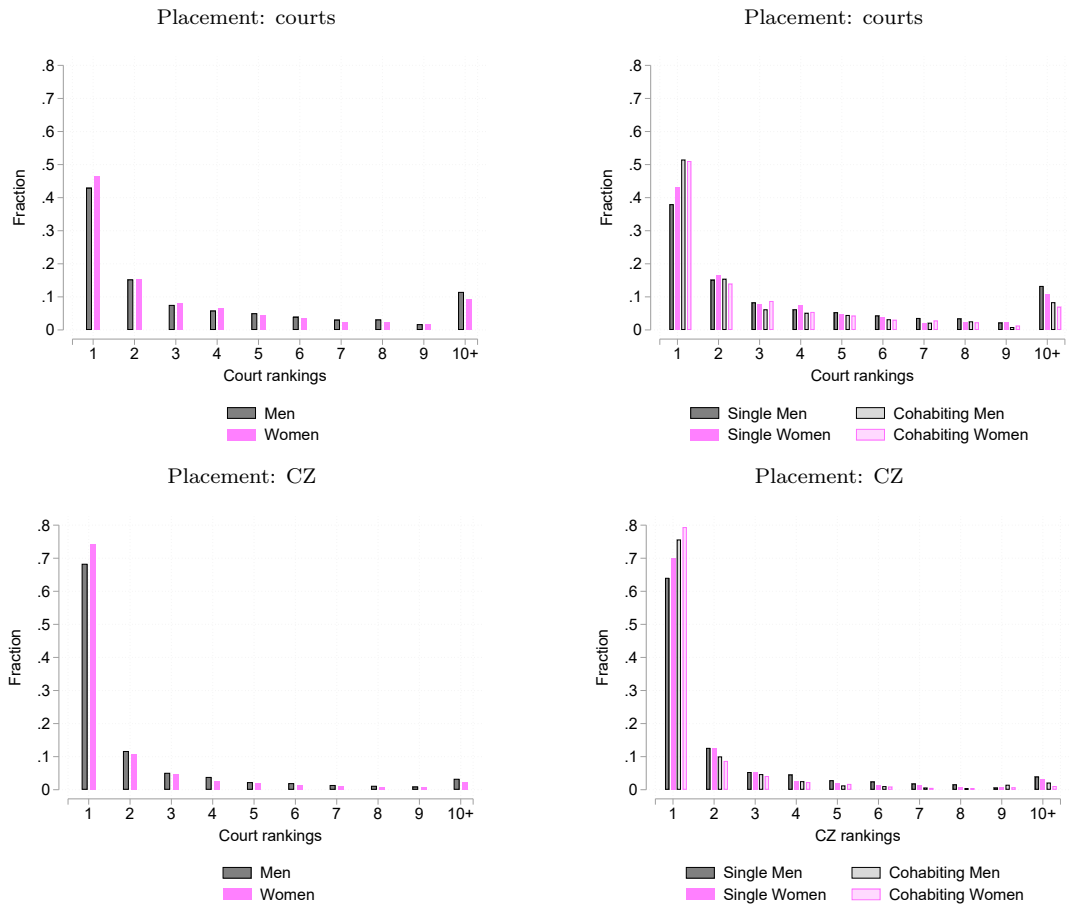 Placement: courts
.8
.7
.6
.5
.4
.3
.2
.1
0
Fraction
1 2 3 4 5 6 7 8 9 10+
Court rankings
Men
Women
Placement: courts
.8
.7
.6
.5
.4
.3
.2
.1
0
Fraction
1 2 3 4 5 6 7 8 9 10+
Court rankings
Single Men Cohabiting Men
Single Women Cohabiting Women
Placement: CZ
.8
.7
.6
.5
.4
.3
.2
.1
0
Fraction
1 2 3 4 5 6 7 8 9 10+
Court rankings
Men
Women
Placement: CZ
.8
.7
.6
.5
.4
.3
.2
.1
0
Fraction
1 2 3 4 5 6 7 8 9 10+
CZ rankings
Single Men Cohabiting Men
Single Women Cohabiting Women